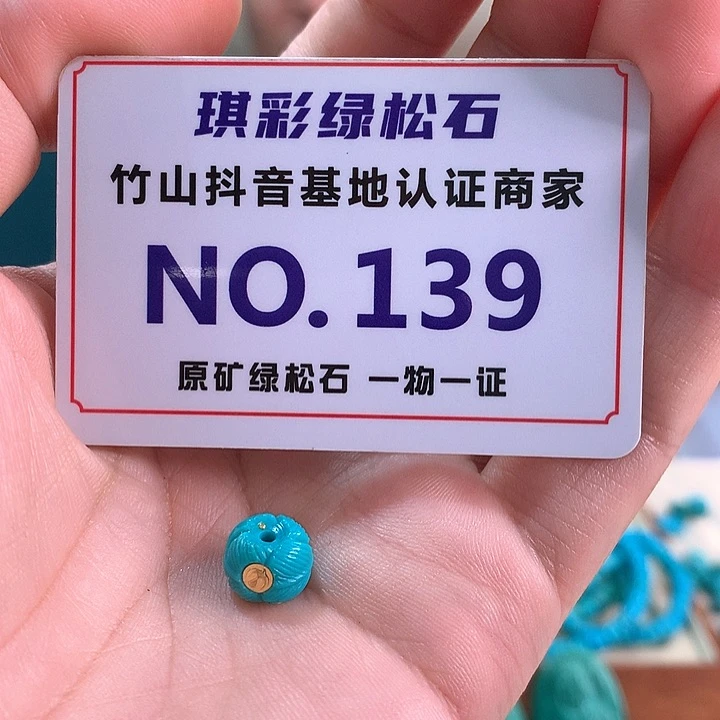 琪彩绿松石
竹山抖音基地认证商家
NO.139
原矿绿松石 一物一证